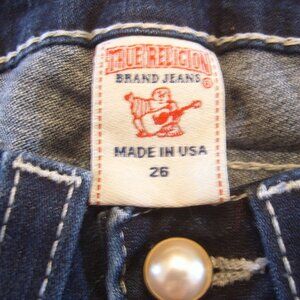 TRUE RELIGION
BRAND JEANS®
MADE IN USA
26